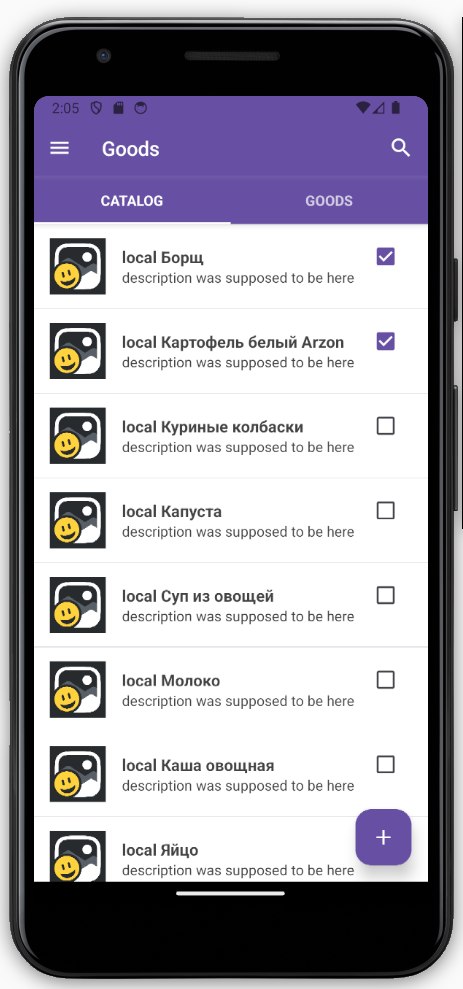 2:05
Goods
CATALOG
GOODS
local Борщ
description was supposed to be here
local Картофель белый Arzon
description was supposed to be here
local Куриные колбаски
description was supposed to be here
local Капуста
description was supposed to be here
local Суп из овощей
description was supposed to be here
local Молоко
description was supposed to be here
local Каша овощная
description was supposed to be here
local Яйцо
description was supposed to be here